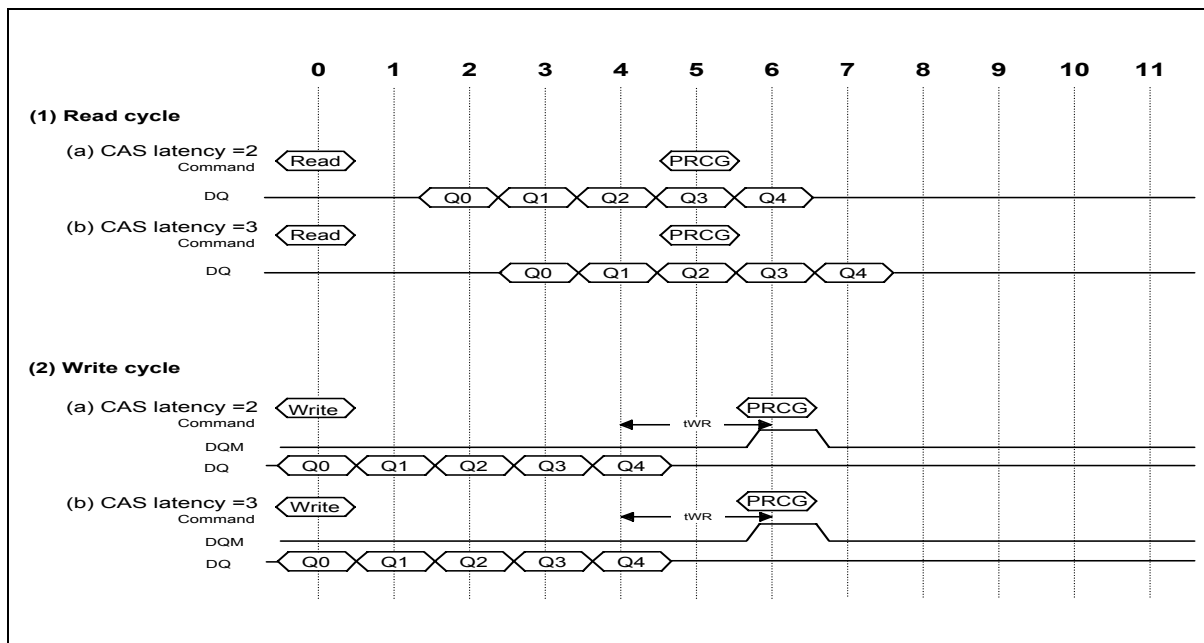 0 1 2 3 4 5 6 7 8 9 10 11
(1) Read cycle
(a) CAS latency =2
Command Read PRCG
DQ Q0 Q1 Q2 Q3 Q4
(b) CAS latency =3
Command Read PRCG
DQ Q0 Q1 Q2 Q3 Q4
(2) Write cycle
(a) CAS latency =2
Command Write tWR PRCG
DQM
DQ Q0 Q1 Q2 Q3 Q4
(b) CAS latency =3
Command Write tWR PRCG
DQM
DQ Q0 Q1 Q2 Q3 Q4